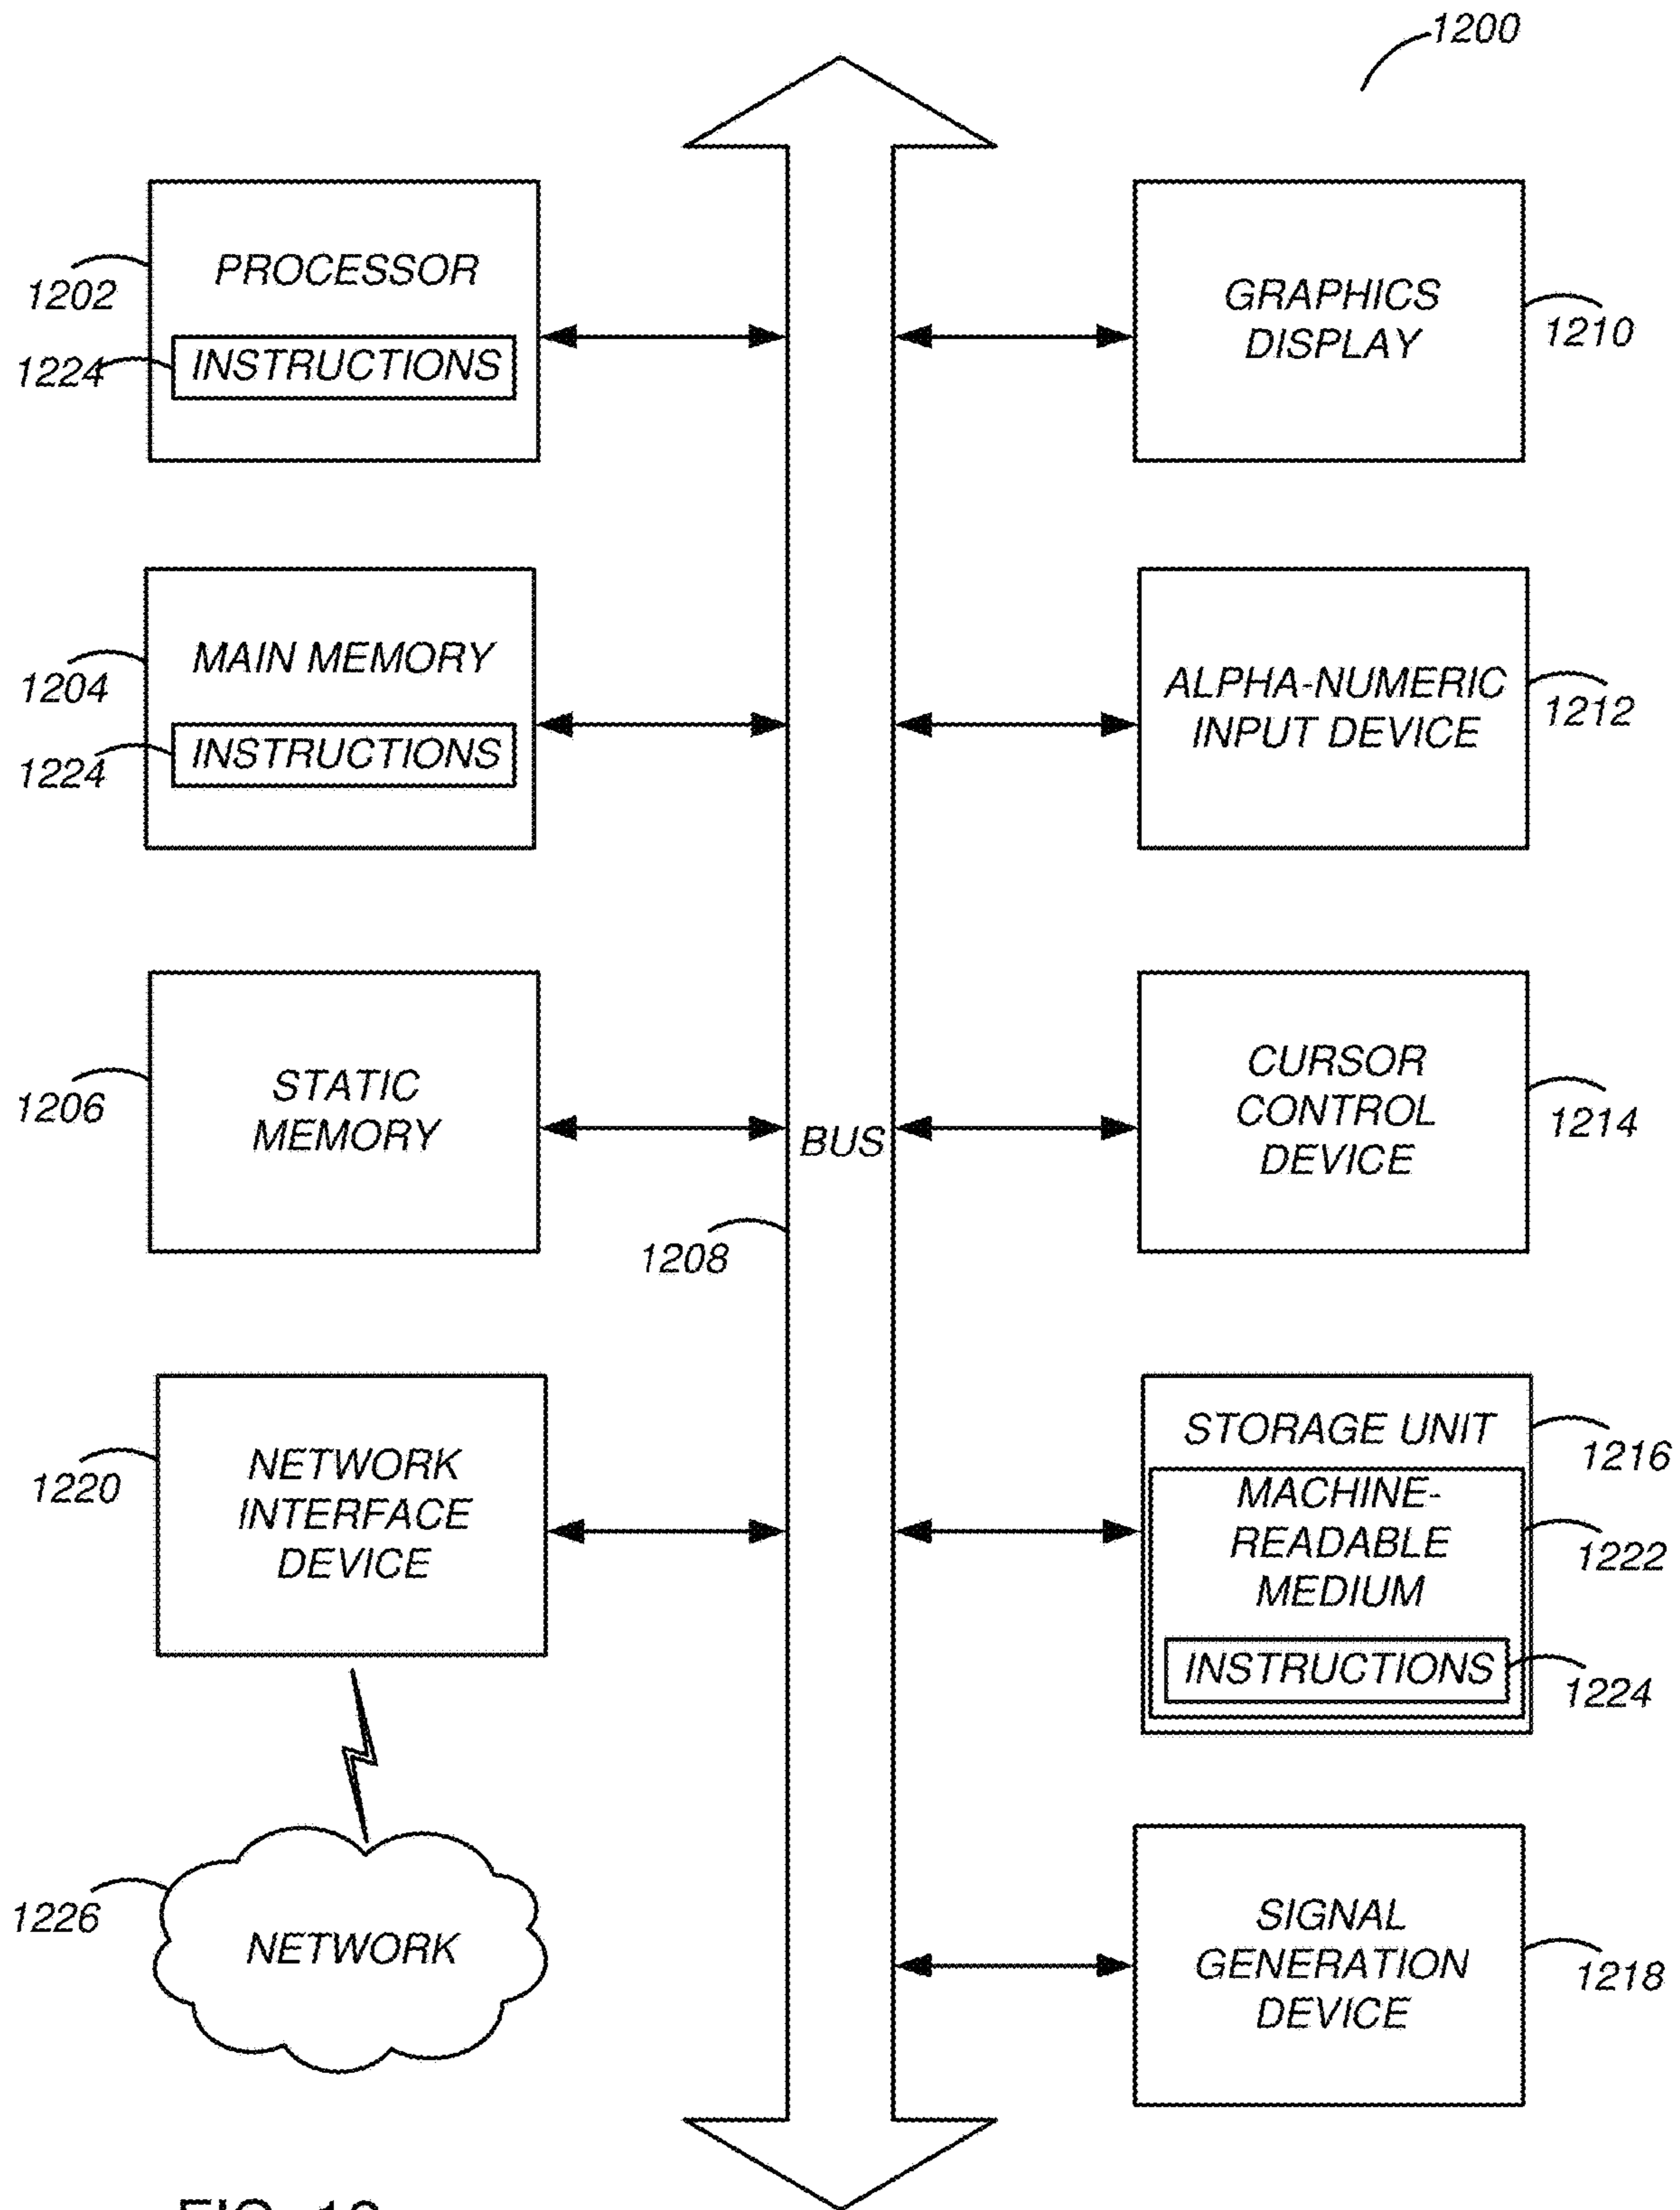 1200
PROCESSOR
1202
1224
INSTRUCTIONS
GRAPHICS
DISPLAY
1210
MAIN MEMORY
1204
1224
INSTRUCTIONS
ALPHA-NUMERIC
INPUT DEVICE
1212
STATIC
MEMORY
1206
BUS
1208
CURSOR
CONTROL
DEVICE
1214
NETWORK
INTERFACE
DEVICE
1220
STORAGE UNIT
1216
MACHINE-
READABLE
MEDIUM
1222
INSTRUCTIONS
1224
1226
NETWORK
SIGNAL
GENERATION
DEVICE
1218